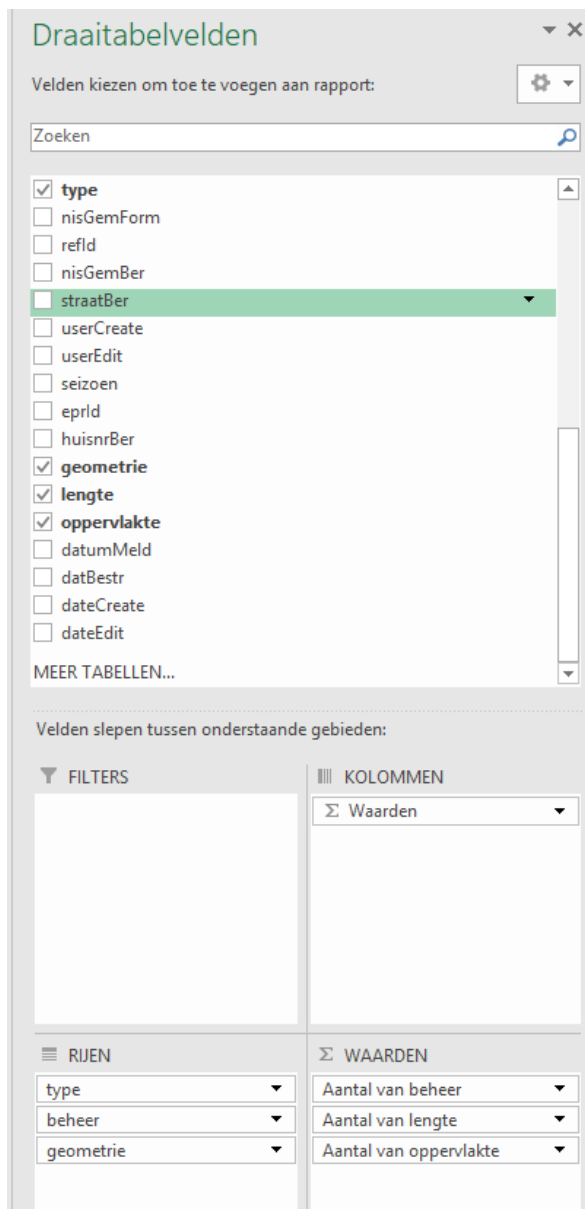 Draaitabelvelden
Velden kiezen om toe te voegen aan rapport:
Zoeken
type
nisGemForm
refId
nisGemBer
straatBer
userCreate
userEdit
seizoen
eprId
huisnrBer
geometrie
lengte
oppervlakte
datumMeld
datBestr
dateCreate
dateEdit
MEER TABELLEN...
Velden slepen tussen onderstaande gebieden:
FILTERS
KOLOMMEN
Σ Waarden
RIJEN
type
beheer
geometrie
Σ WAARDEN
Aantal van beheer
Aantal van lengte
Aantal van oppervlakte